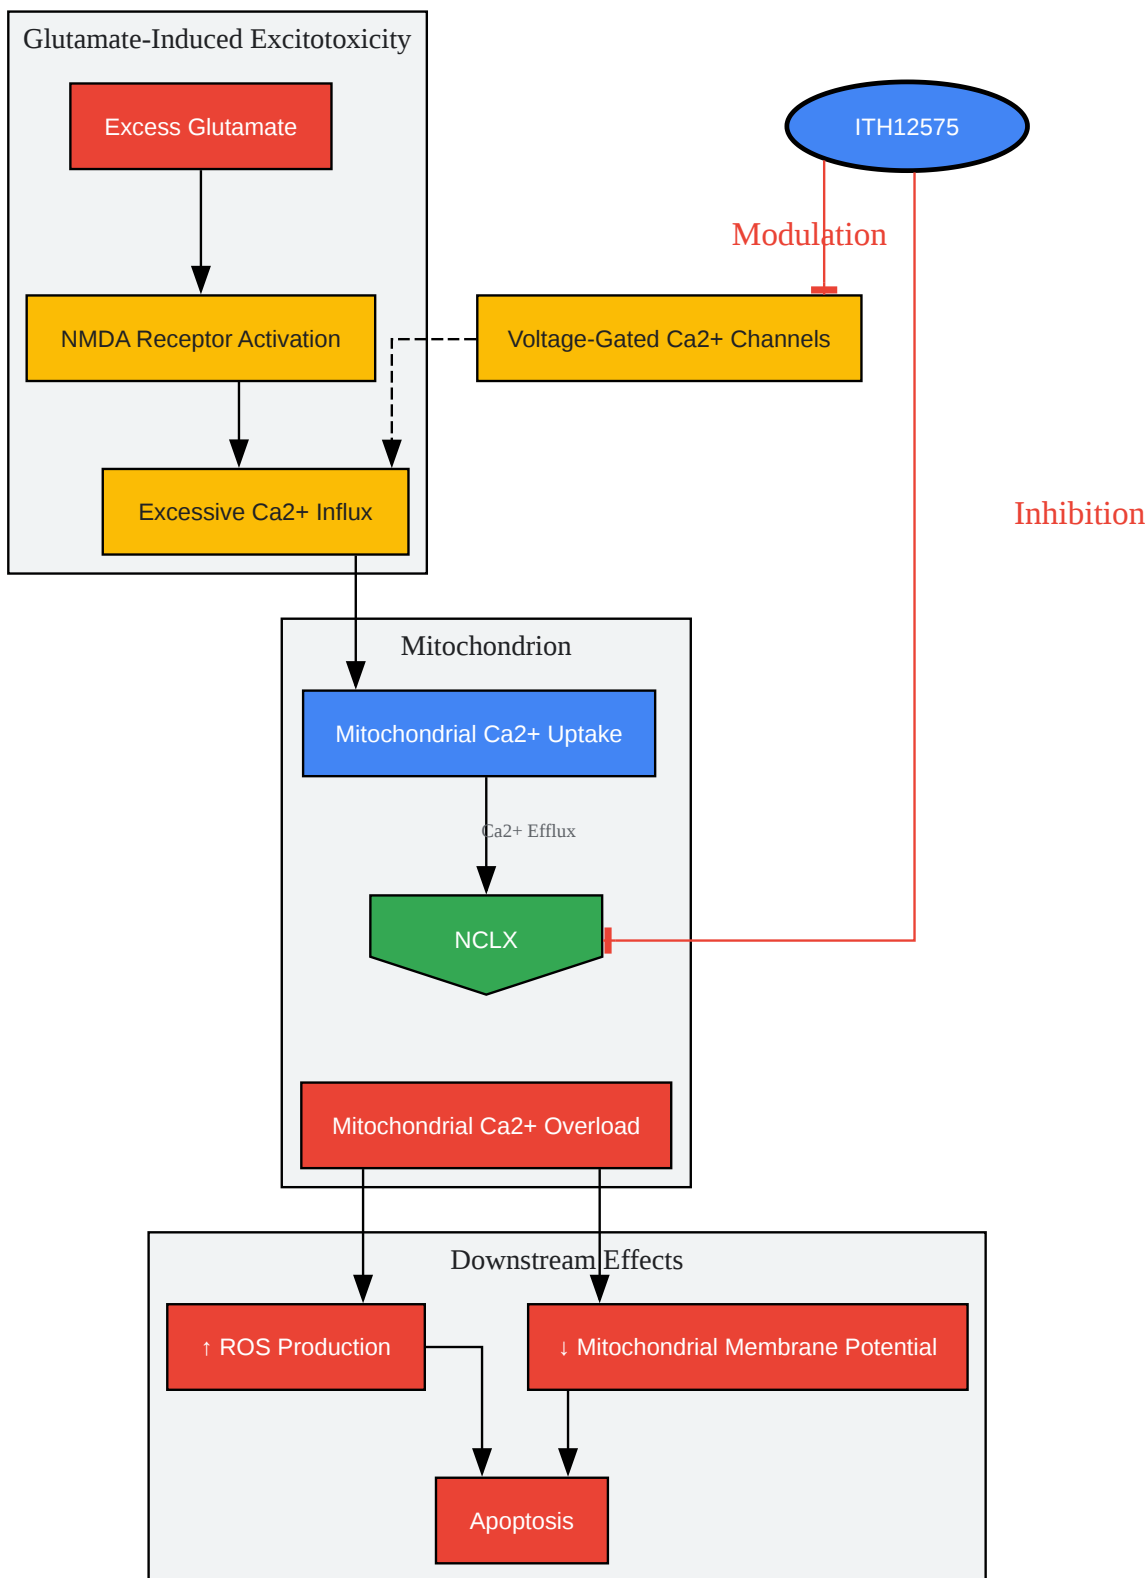 Glutamate-Induced Excitotoxicity
Excess Glutamate
ITH12575
Modulation
NMDA Receptor Activation
Voltage-Gated Ca2+ Channels
Excessive Ca2+ Influx
Inhibition
Mitochondrion
Mitochondrial Ca2+ Uptake
Ca2+ Efflux
NCLX
Mitochondrial Ca2+ Overload
Downstream Effects
↑ ROS Production
↓ Mitochondrial Membrane Potential
Apoptosis